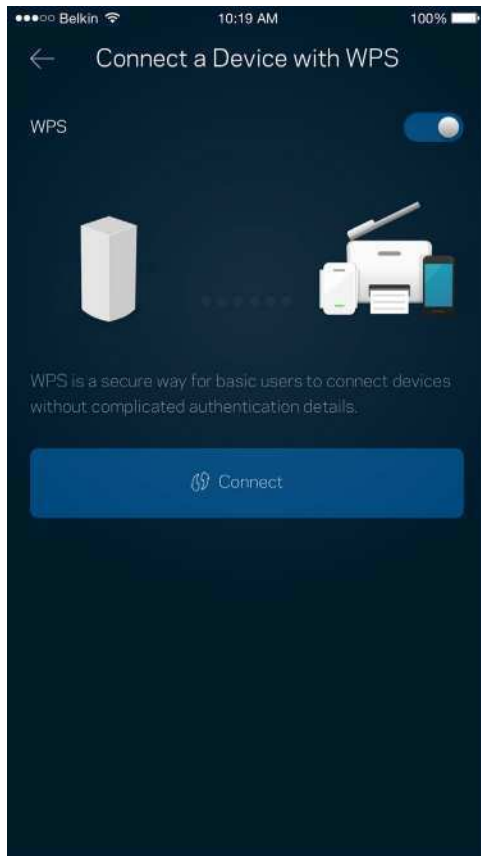 Belkin 10:19 AM 100%
Connect a Device with WPS
WPS
WPS is a secure way for basic users to connect devices
without complicated authentication details.
Connect